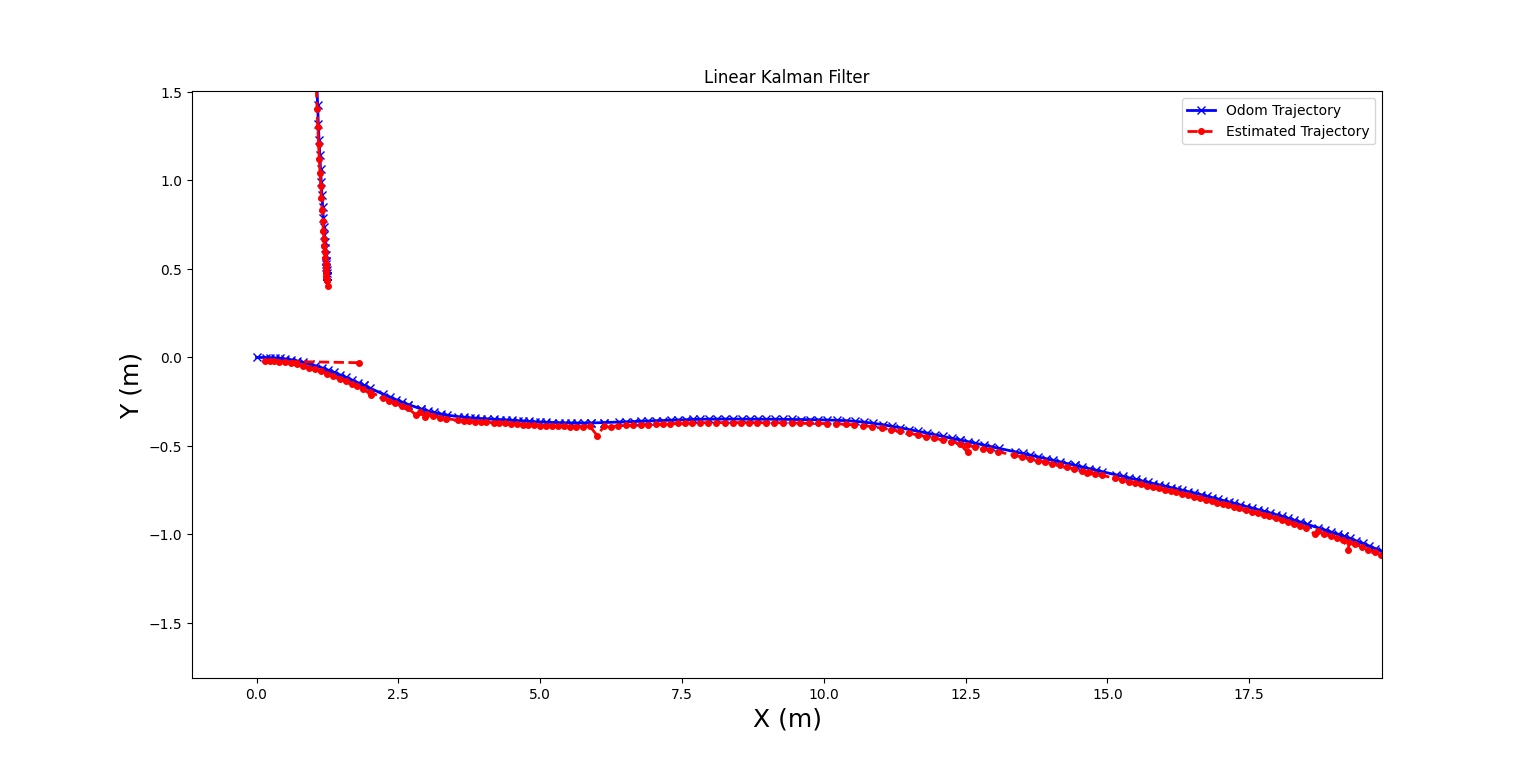 Linear Kalman Filter
Odom Trajectory
Estimated Trajectory
Y (m)
1.5
1.0
0.5
0.0
−0.5
−1.0
−1.5
0.0 2.5 5.0 7.5 10.0 12.5 15.0 17.5
X (m)